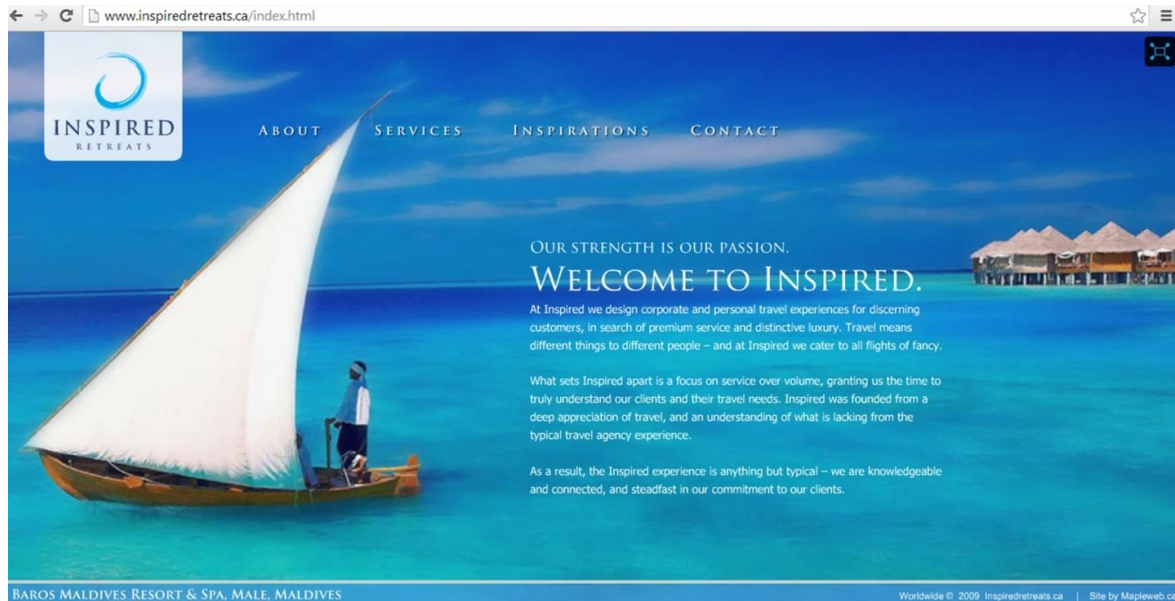 www.inspiredretreats.ca/index.html
INSPIRED
RETREATS
ABOUT SERVICES INSPIRATIONS CONTACT
OUR STRENGTH IS OUR PASSION.
WELCOME TO INSPIRED.
At Inspired we design corporate and personal travel experiences for discerning
customers, in search of premium service and distinctive luxury. Travel means
different things to different people – and at Inspired we cater to all flights of fancy.
What sets Inspired apart is a focus on service over volume, granting us the time to
truly understand our clients and their travel needs. Inspired was founded from a
deep appreciation of travel, and an understanding of what is lacking from the
typical travel agency experience.
As a result, the Inspired experience is anything but typical – we are knowledgeable
and connected, and steadfast in our commitment to our clients.
BAROS MALDIVES RESORT & SPA, MALE, MALDIVES
Worldwide © 2009 Inspiredretreats.ca | Site by Mapleweb.c